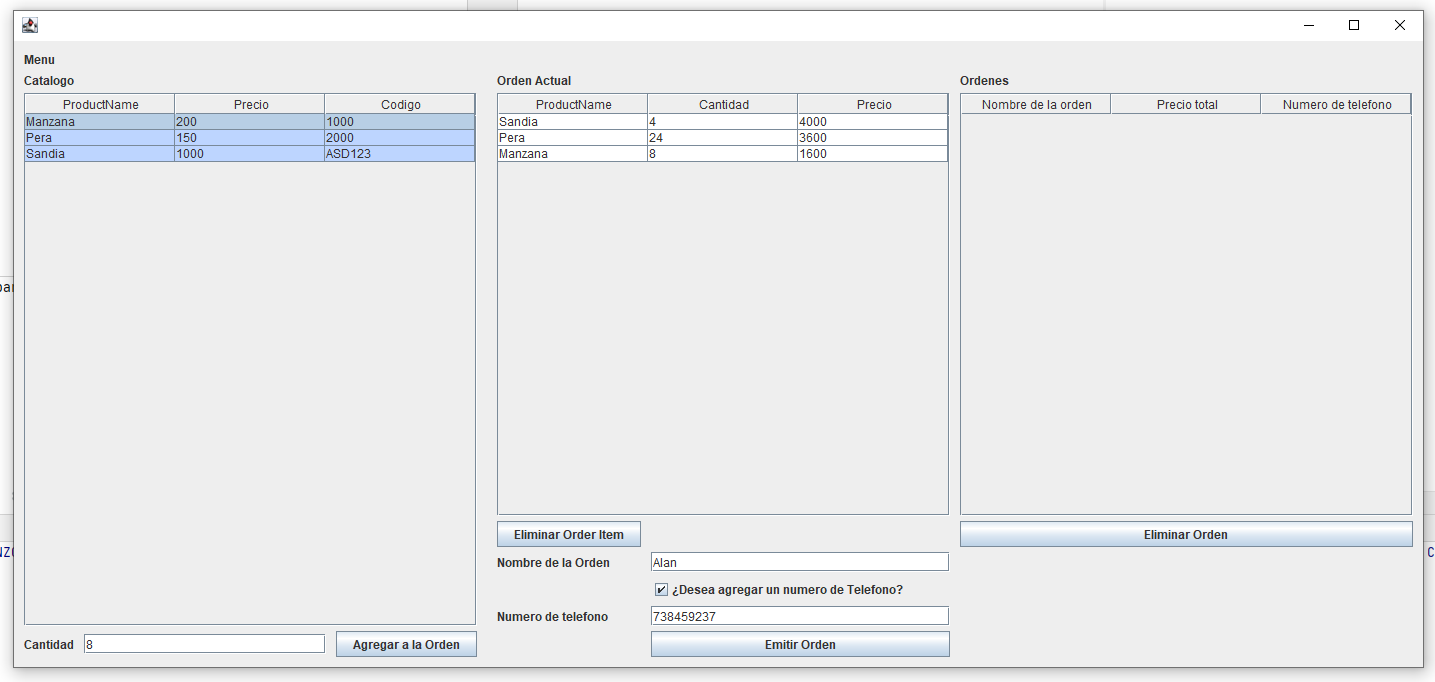 Menu
Catalogo
ProductName Precio Codigo
Manzana 200 1000
Pera 150 2000
Sandia 1000 ASD123
Cantidad 8 Agregar a la Orden
Orden Actual
ProductName Cantidad Precio
Sandia 4 4000
Pera 24 3600
Manzana 8 1600
Eliminar Order Item
Nombre de la Orden Alan
¿Desea agregar un numero de Telefono?
Numero de telefono 738459237
Emitir Orden
Ordenes
Nombre de la orden Precio total Numero de telefono
Eliminar Orden